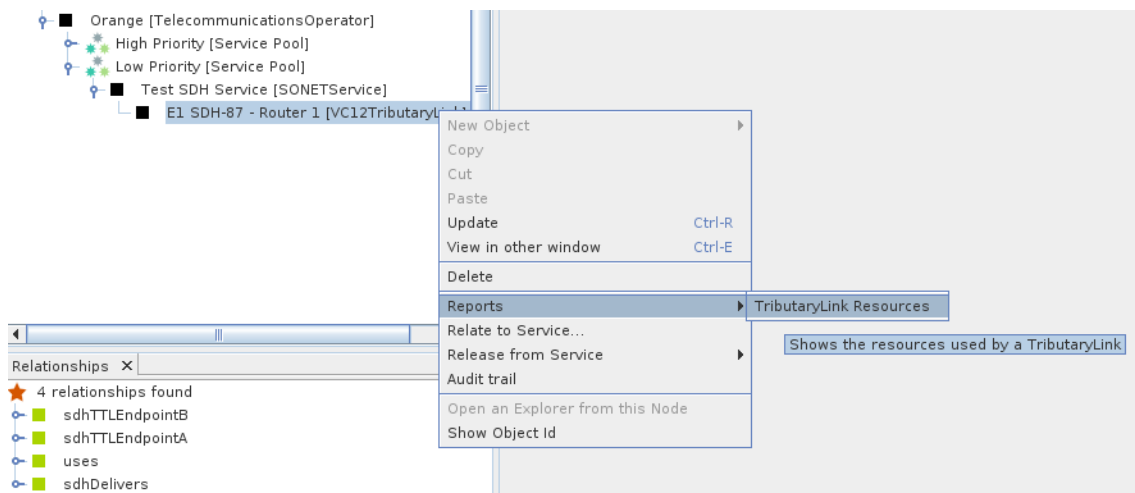 Orange [TelecommunicationsOperator]
High Priority [Service Pool]
Low Priority [Service Pool]
Test SDH Service [SONETService]
E1 SDH-87 - Router 1 [VC12TributaryLink]
New Object
Copy
Cut
Paste
Update Ctrl-R
View in other window Ctrl-E
Delete
Reports
TributaryLink Resources
Shows the resources used by a TributaryLink
Relate to Service...
Release from Service
Audit trail
Open an Explorer from this Node
Show Object Id
Relationships X
4 relationships found
sdhTTLEndpointB
sdhTTLEndpointA
uses
sdhDelivers